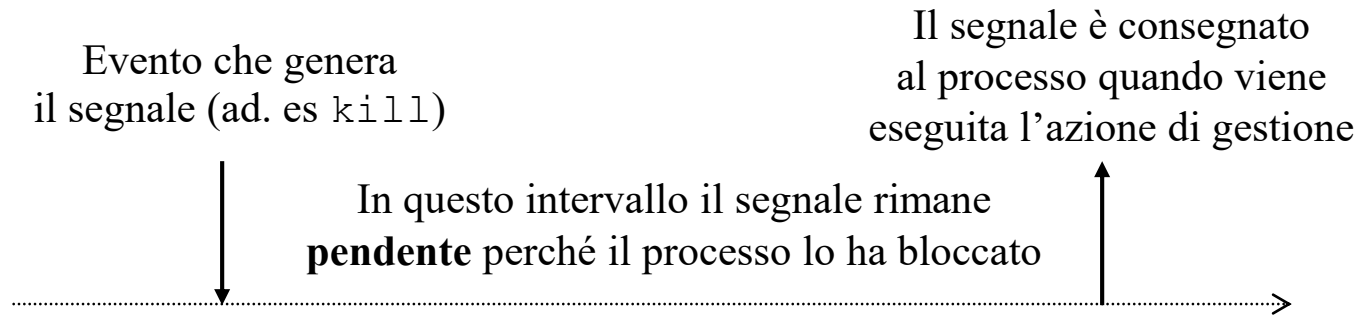 Evento che genera
il segnale (ad. es kill)
Il segnale è consegnato
al processo quando viene
eseguita l’azione di gestione
In questo intervallo il segnale rimane
pendente perché il processo lo ha bloccato